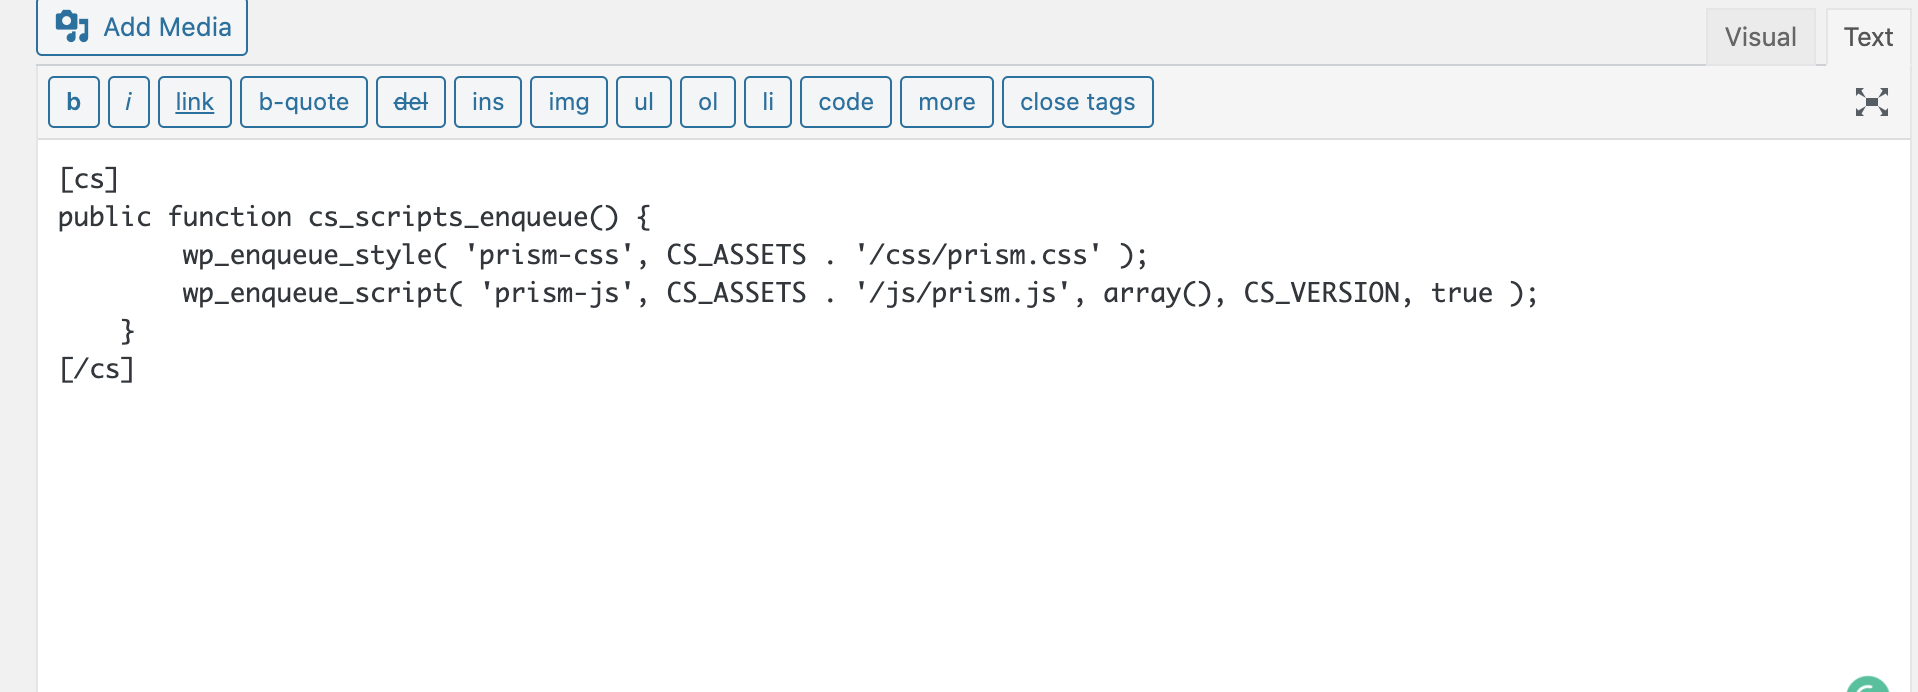 Add Media
Visual Text
b i link b-quote del ins img ul ol li code more close tags
[cs]
public function cs_scripts_enqueue() {
        wp_enqueue_style( 'prism-css', CS_ASSETS . '/css/prism.css' );
        wp_enqueue_script( 'prism-js', CS_ASSETS . '/js/prism.js', array(), CS_VERSION, true );
    }
[/cs]